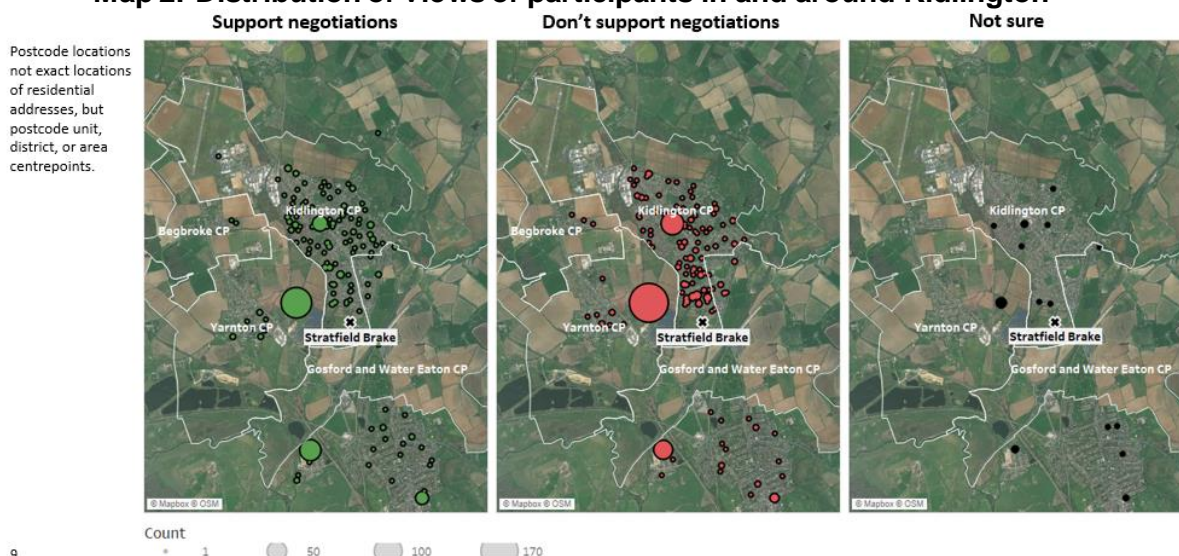 Map 2: Distribution of views of participants in and around Kidlington
Support negotiations
Don't support negotiations
Not sure
Postcode locations
not exact locations
of residential
addresses, but
postcode unit,
district, or area
centrepoints.
Kidlington CP
Begbroke CP
Yarnton CP
Stratfield Brake
Gosford and Water Eaton CP
© Mapbox © OSM
Kidlington CP
Begbroke CP
Yarnton CP
Stratfield Brake
Gosford and Water Eaton CP
© Mapbox © OSM
Kidlington CP
Yarnton CP
Stratfield Brake
Gosford and Water Eaton CP
© Mapbox © OSM
Count
1 50 100 170
9